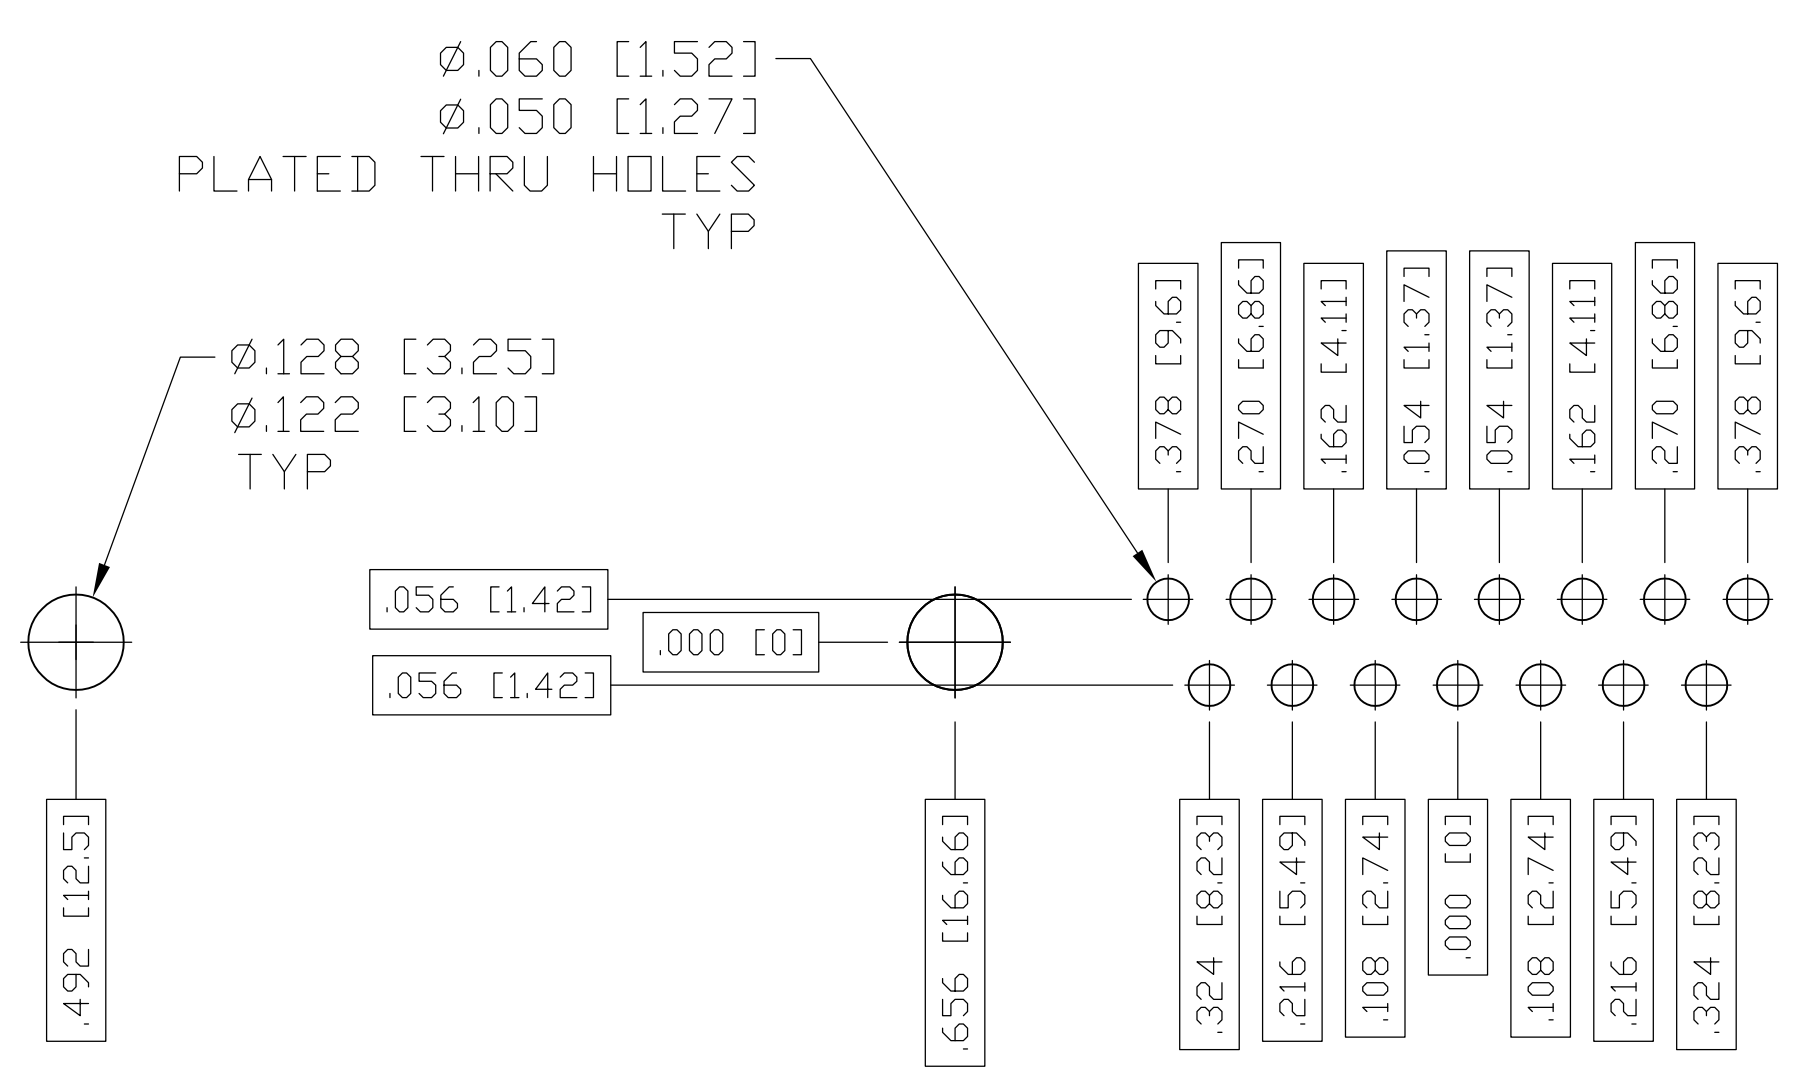 Ø.060 [1.52]
Ø.050 [1.27]
PLATED THRU HOLES
TYP
Ø.128 [3.25]
Ø.122 [3.10]
TYP
.378 [9.6]
.270 [6.86]
.162 [4.11]
.054 [1.37]
.054 [1.37]
.162 [4.11]
.270 [6.86]
.378 [9.6]
.056 [1.42]
.000 [0]
.056 [1.42]
.492 [12.5]
.656 [16.66]
.324 [8.23]
.216 [5.49]
.108 [2.74]
.000 [0]
.108 [2.74]
.216 [5.49]
.324 [8.23]